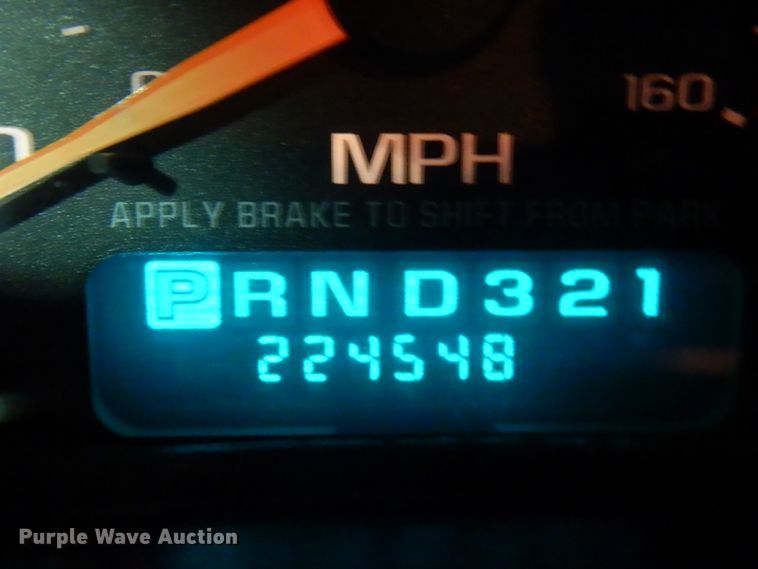 160
MPH
APPLY BRAKE TO SHIFT FROM PARK
PRND321
224548
Purple Wave Auction